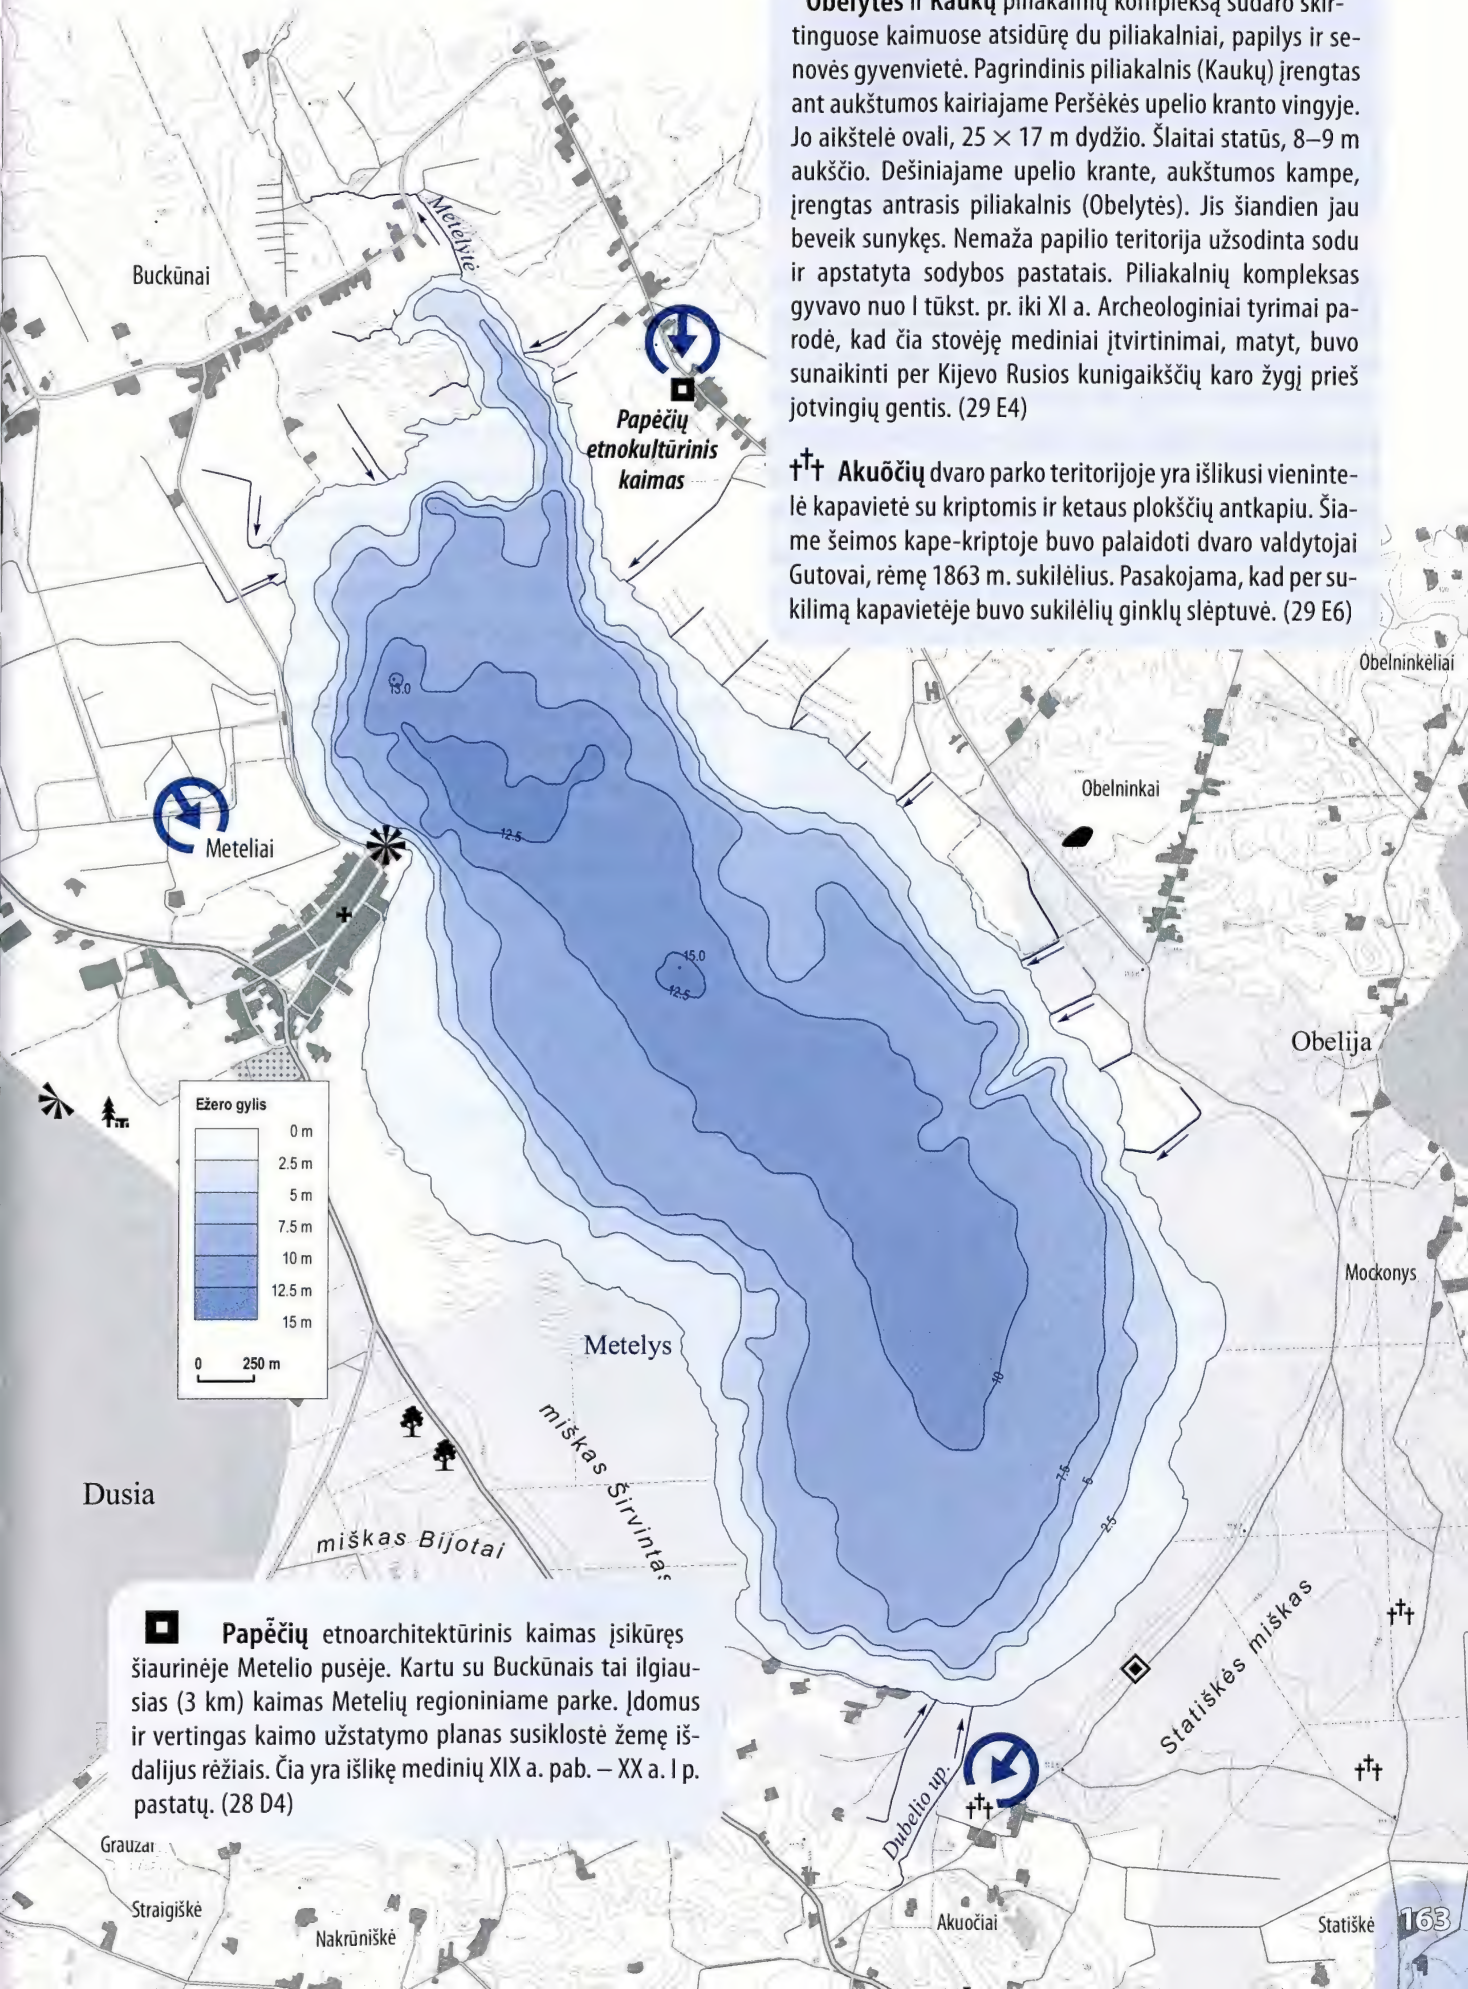 Obelytės ir Kaukų piliakalnių kompleksą sudaro skir-
tinguose kaimuose atsidūrę du piliakalniai, papilys ir se-
novės gyvenvietė. Pagrindinis piliakalnis (Kaukų) įrengtas
ant aukštumos kairiajame Peršėkės upelio kranto vingyje.
Jo aikštelė ovali, 25 × 17 m dydžio. Šlaitai statūs, 8–9 m
aukščio. Dešiniajame upelio krante, aukštumos kampe,
įrengtas antrasis piliakalnis (Obelytės). Jis šiandien jau
beveik sunykęs. Nemaža papilio teritorija užsodinta sodu
ir apstatyta sodybos pastatais. Piliakalnių kompleksas
gyvavo nuo I tūkst. pr. iki XI a. Archeologiniai tyrimai pa-
rodė, kad čia stovėję mediniai įtvirtinimai, matyt, buvo
sunaikinti per Kijevo Rusios kunigaikščių karo žygį prieš
jotvingių gentis. (29 E4)
Akuõčių dvaro parko teritorijoje yra išlikusi vieninte-
lė kapavietė su kriptomis ir ketaus plokščių antkapiu. Šia-
me šeimos kape-kriptoje buvo palaidoti dvaro valdytojai
Gutovai, rėmę 1863 m. sukilėlius. Pasakojama, kad per su-
kilimą kapavietėje buvo sukilėlių ginklų slėptuvė. (29 E6)
Metelytė
Buckūnai
Papėčių
etnokultūrinis
kaimas
Obelninkėliai
13.0
Obelninkai
12.5
Meteliai
15.0
12.5
Obelija
Ežero gylis
0 m
2.5 m
5 m
7.5 m
10 m
12.5 m
15 m
0 250 m
Mockonys
Metelys
10
7.5
5
2.5
miškas Širvintas
Dusia
miškas Bijotai
Statiškės miškas
Papė̃čių etnoarchitektūrinis kaimas įsikūręs
šiaurinėje Metelio pusėje. Kartu su Buckūnais tai ilgiau-
sias (3 km) kaimas Metelių regioniniame parke. Įdomus
ir vertingas kaimo užstatymo planas susiklostė žemę iš-
dalijus rėžiais. Čia yra išlikę medinių XIX a. pab. – XX a. I p.
pastatų. (28 D4)
Dubelio up.
Straigiškė
Nakrūniškė
Akuočiai
Statiškė
163